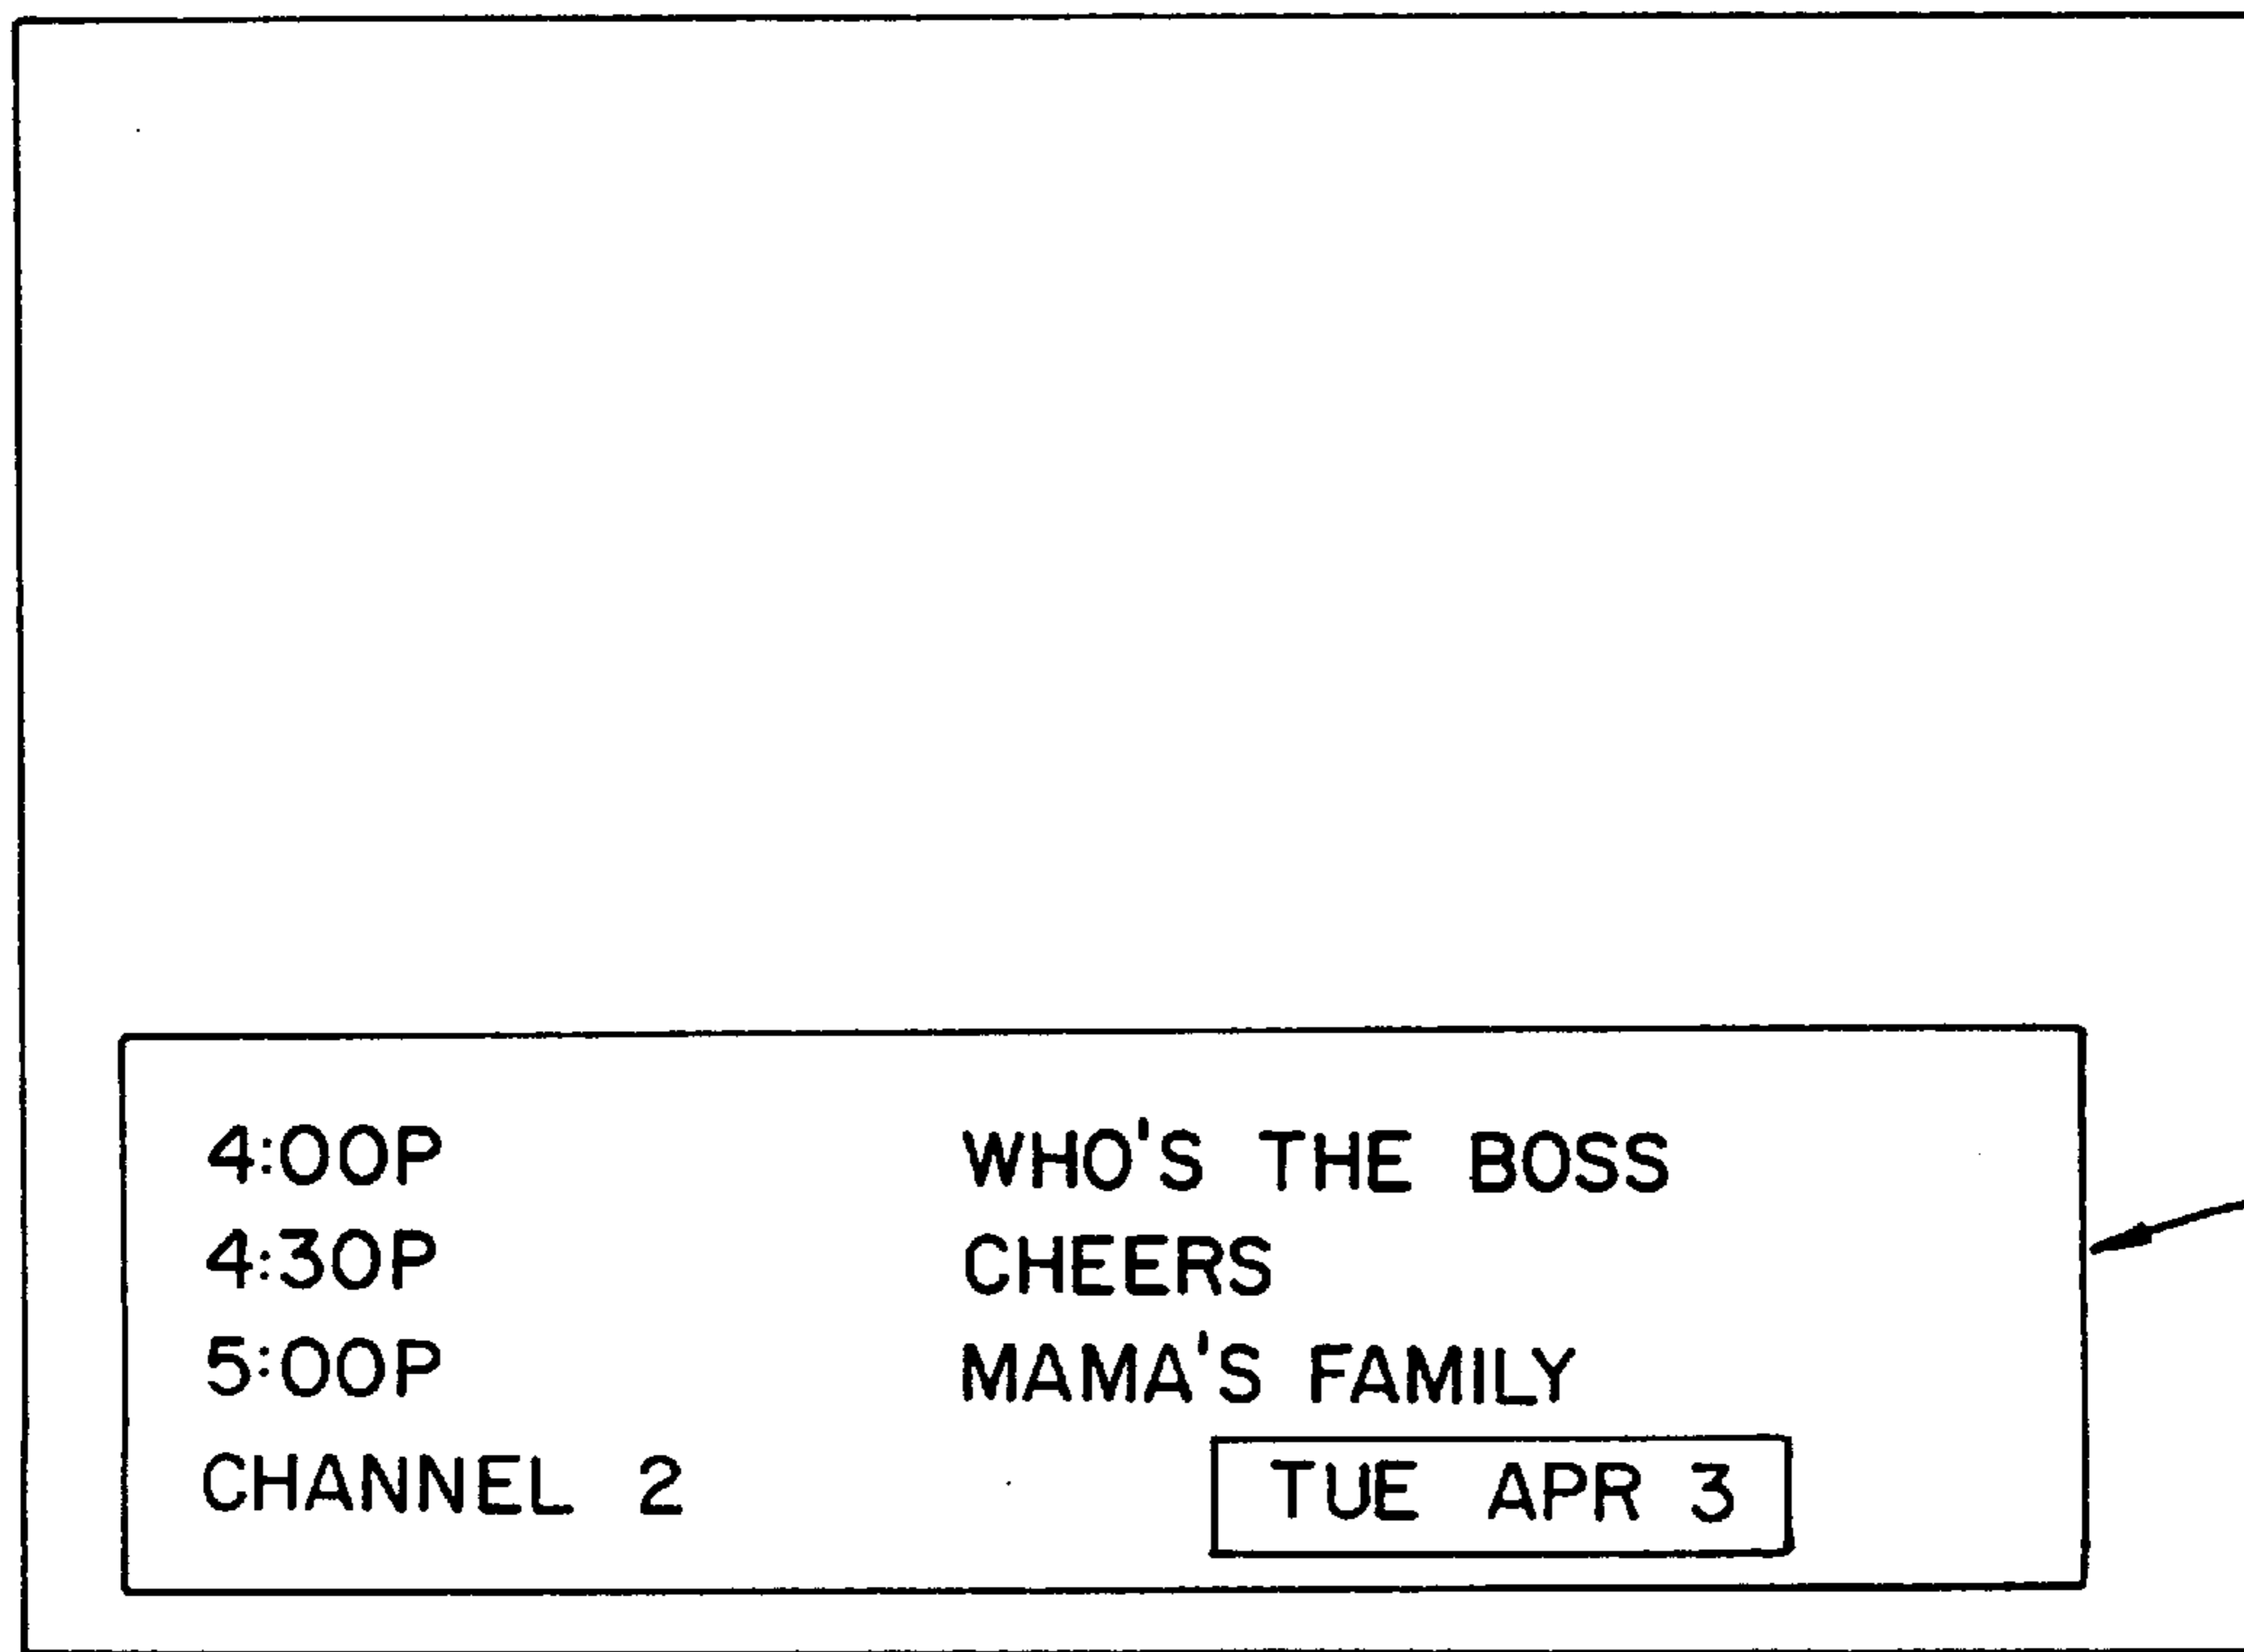 4:00P WHO'S THE BOSS
4:30P CHEERS
5:00P MAMA'S FAMILY
CHANNEL 2 TUE APR 3